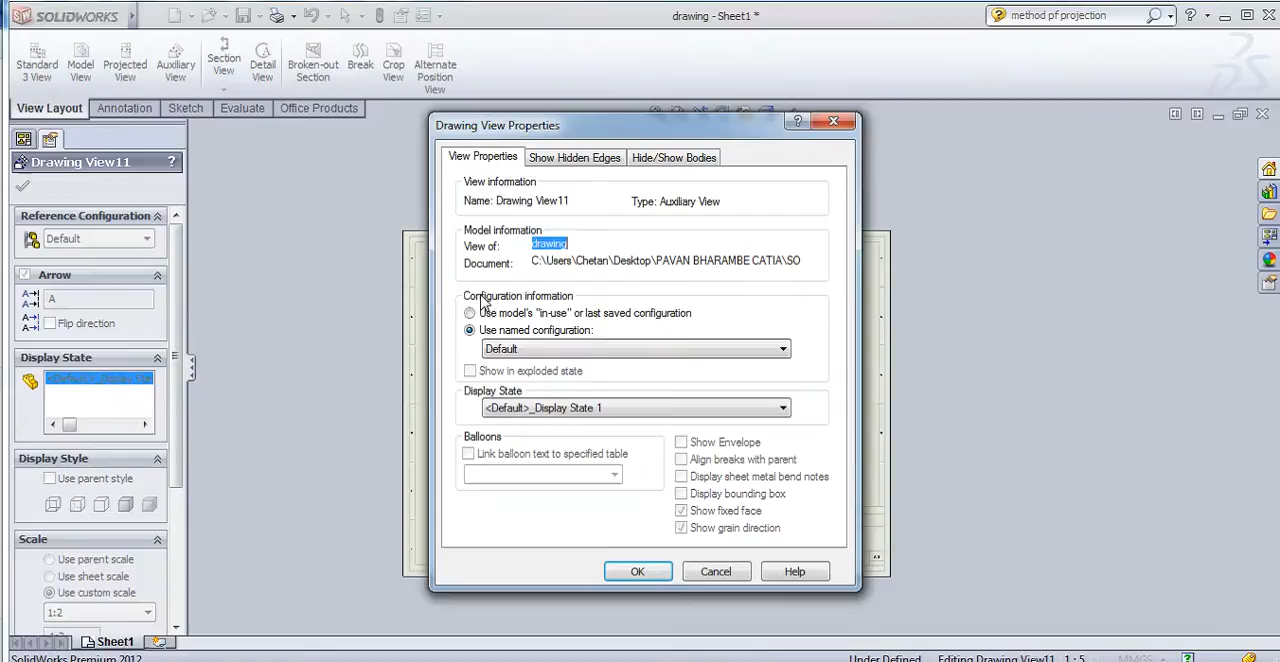 SOLIDWORKS
drawing - Sheet1 *
method pf projection
Standard 3 View
Model View
Projected View
Auxiliary View
Section View
Detail View
Broken-out Section
Break
Crop View
Alternate Position View
View Layout
Annotation
Sketch
Evaluate
Office Products
Drawing View11
?
Reference Configuration
Default
Arrow
A
Flip direction
Display State
Display Style
Use parent style
Scale
Use parent scale
Use sheet scale
Use custom scale
1:2
Drawing View Properties
View Properties
Show Hidden Edges
Hide/Show Bodies
View information
Name: Drawing View11
Type: Auxiliary View
Model information
View of: drawing
Document: C:\Users\Chetan\Desktop\PAVAN BHARAMBE CATIA\SO
Configuration information
Use model's "in-use" or last saved configuration
Use named configuration:
Default
Show in exploded state
Display State
<Default>_Display State 1
Balloons
Link balloon text to specified table
Show Envelope
Align breaks with parent
Display sheet metal bend notes
Display bounding box
Show fixed face
Show grain direction
OK
Cancel
Help
Sheet1
SolidWorks Premium 2012
Under Defined
Editing Drawing View11
1 : 5
MMGS